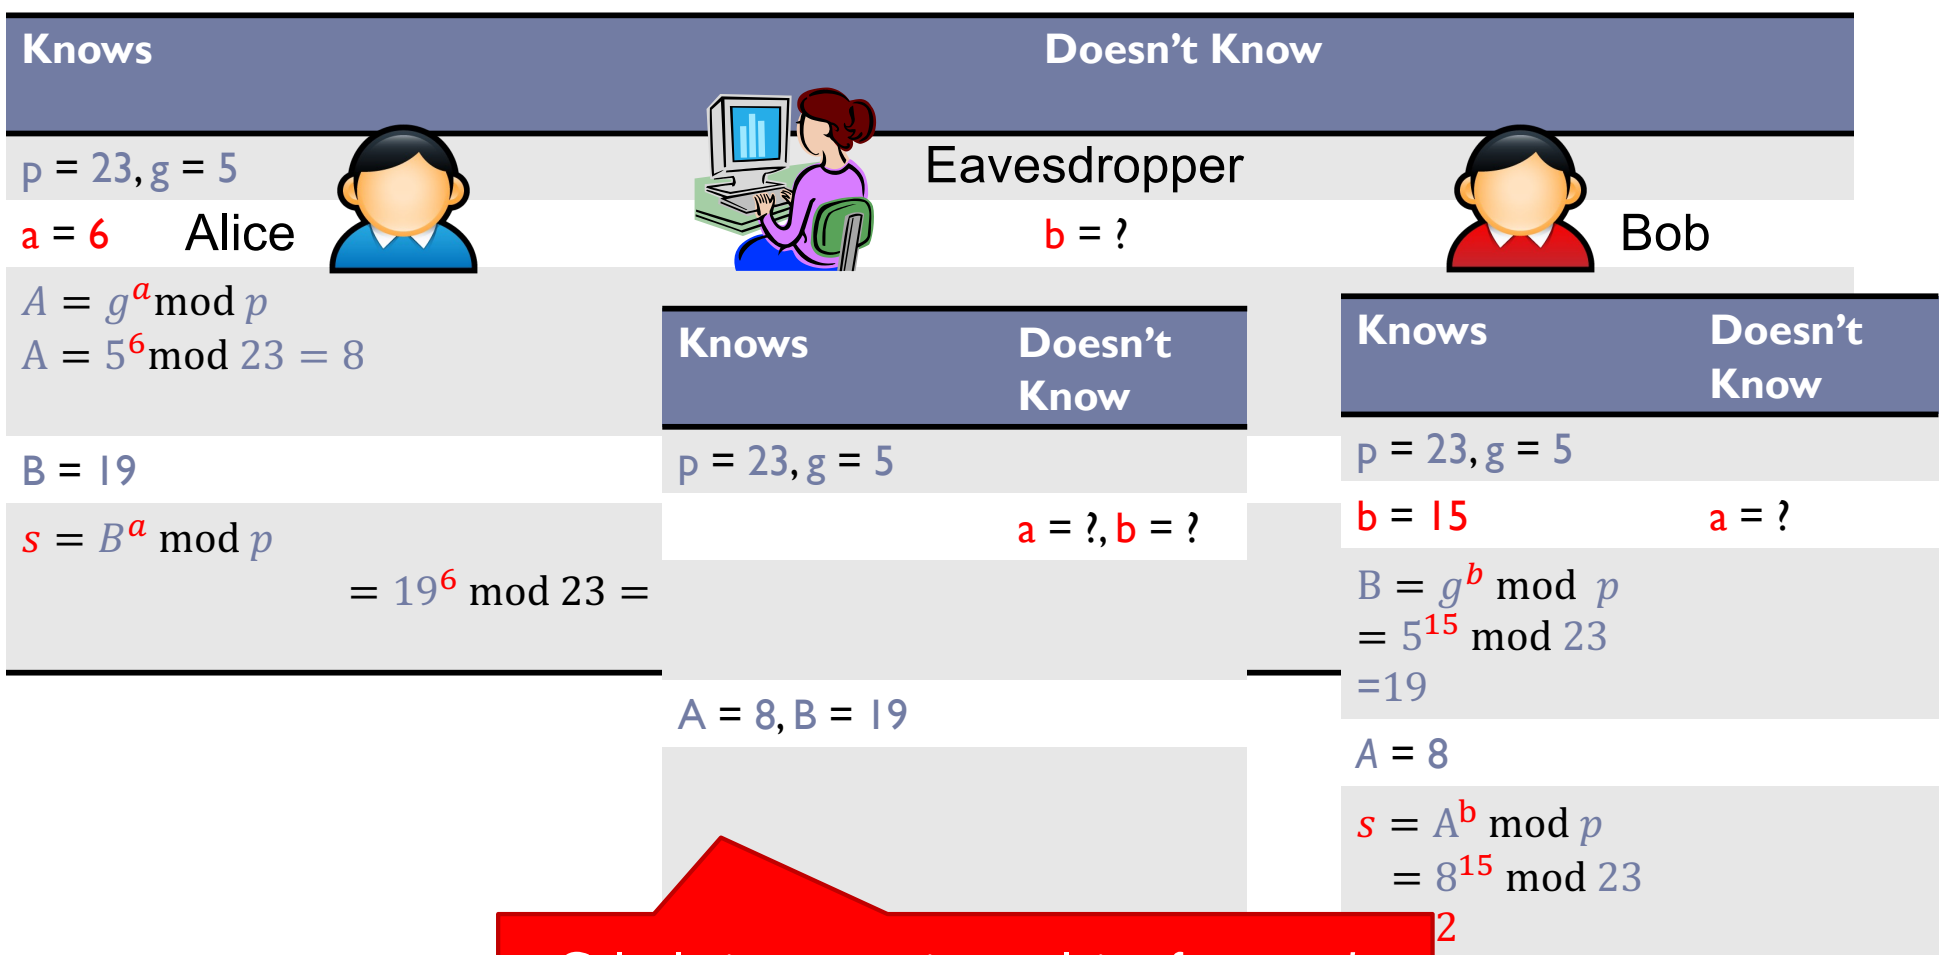 Knows Doesn't Know
p = 23, g = 5
a = 6 Alice
b = ?
A = g^a mod p
A = 5^6 mod 23 = 8
B = 19
s = B^a mod p
= 19^6 mod 23 =
Eavesdropper
Knows Doesn't Know
p = 23, g = 5
a = ?, b = ?
A = 8, B = 19
Bob
Knows Doesn't Know
p = 23, g = 5
b = 15 a = ?
B = g^b mod p
= 5^15 mod 23
=19
A = 8
s = A^b mod p
= 8^15 mod 23
2